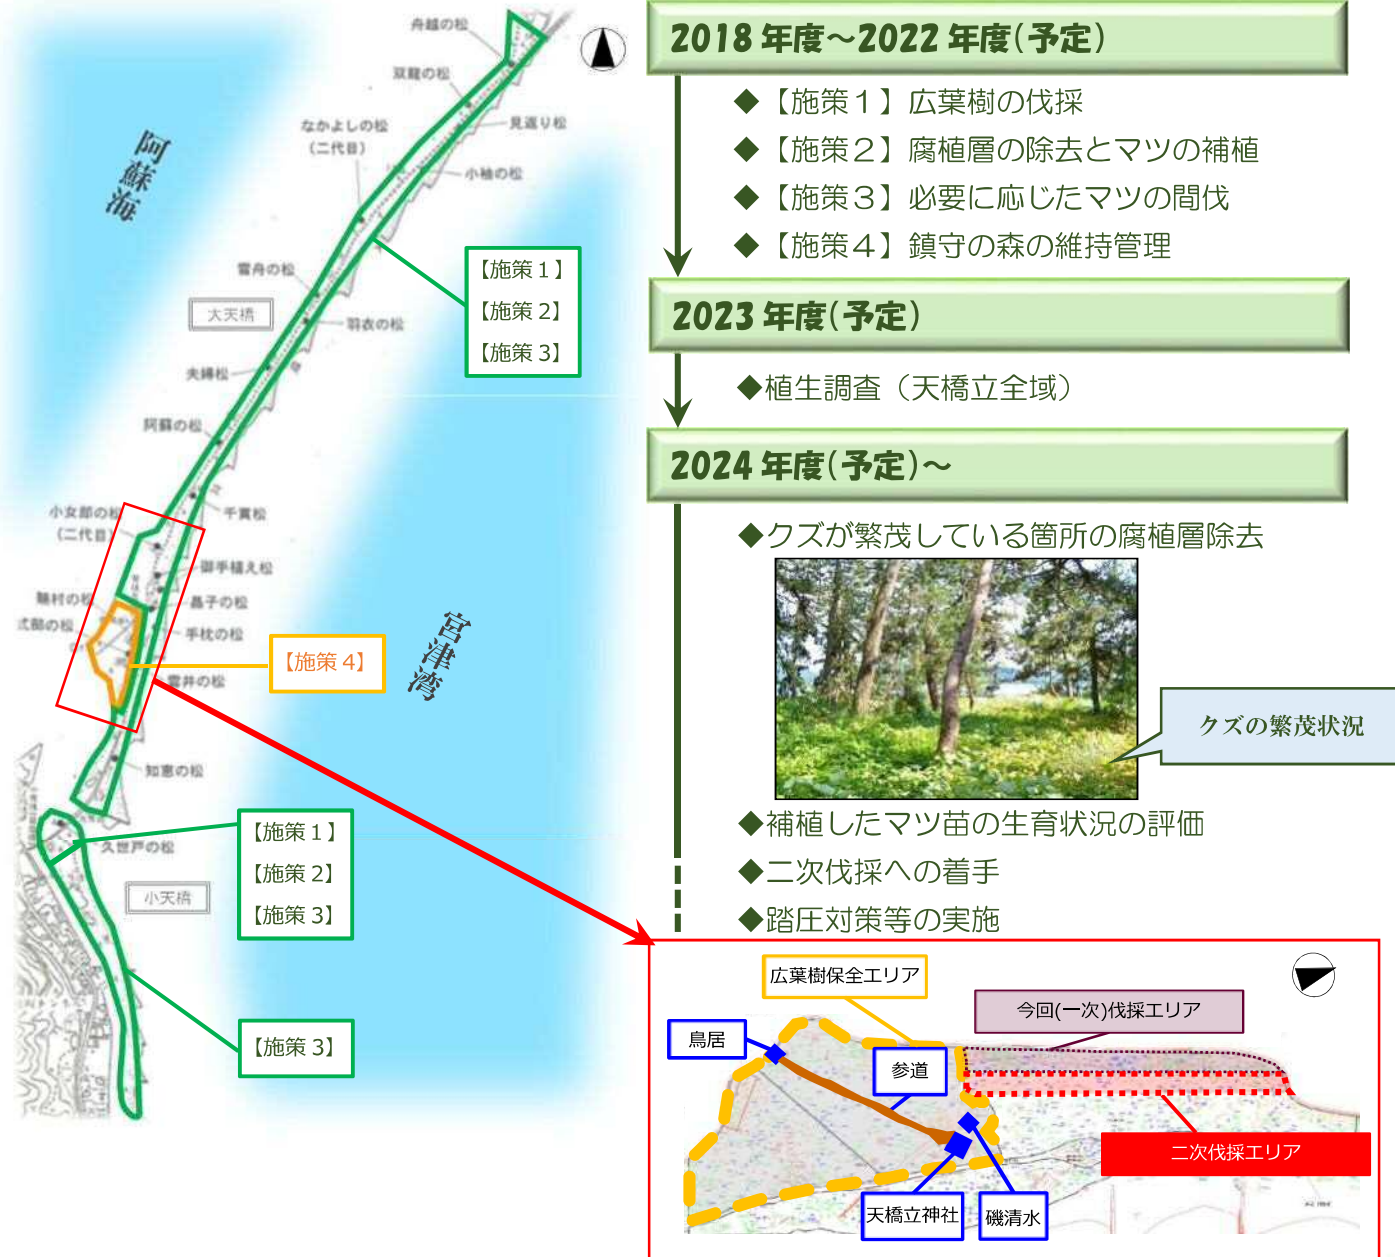 舟越の松
双龍の松
なかよしの松
(二代目)
見返り松
小袖の松
阿蘇海
【施策1】
【施策2】
【施策3】
雪舟の松
大天橋
羽衣の松
夫婦松
阿蘇の松
千貫松
小女郎の松
(二代目)
御手植え松
晶子の松
手枕の松
式部の松
【施策4】
雲井の松
宮津湾
知恵の松
【施策1】
【施策2】
【施策3】
久世戸の松
小天橋
【施策3】
2018年度～2022年度(予定)
◆【施策1】広葉樹の伐採
◆【施策2】腐植層の除去とマツの補植
◆【施策3】必要に応じたマツの間伐
◆【施策4】鎮守の森の維持管理
2023年度(予定)
◆植生調査（天橋立全域）
2024年度(予定)～
◆クズが繁茂している箇所の腐植層除去
クズの繁茂状況
◆補植したマツ苗の生育状況の評価
◆二次伐採への着手
◆踏圧対策等の実施
広葉樹保全エリア
今回(一次)伐採エリア
鳥居
参道
二次伐採エリア
天橋立神社
磯清水